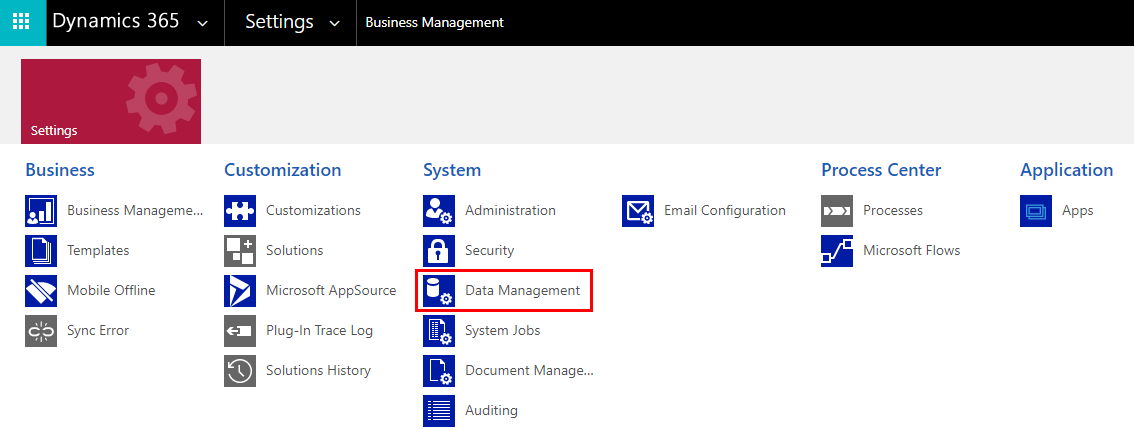 Dynamics 365 Settings Business Management
Settings
Business
Business Manageme...
Templates
Mobile Offline
Sync Error
Customization
Customizations
Solutions
Microsoft AppSource
Plug-In Trace Log
Solutions History
System
Administration
Security
Data Management
System Jobs
Document Manage...
Auditing
Email Configuration
Process Center
Processes
Microsoft Flows
Application
Apps